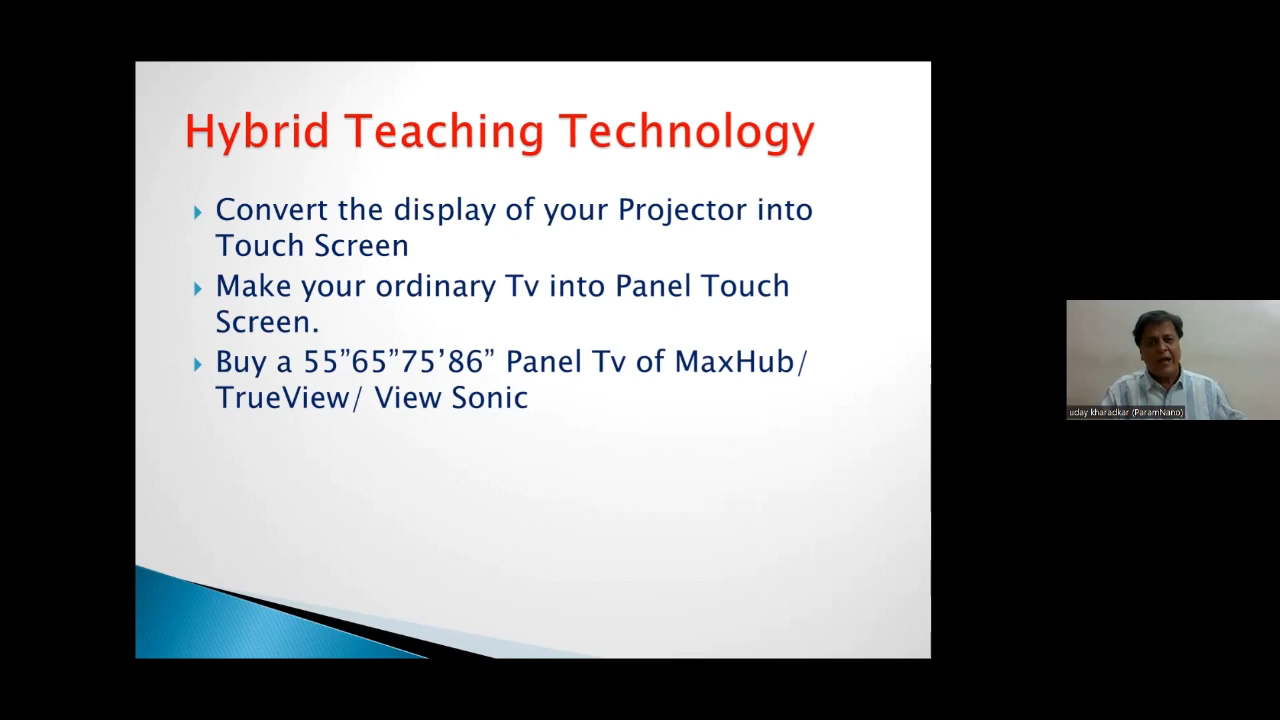 Hybrid Teaching Technology
Convert the display of your Projector into
Touch Screen
Make your ordinary Tv into Panel Touch
Screen.
Buy a 55”65”75’86” Panel Tv of MaxHub/
TrueView/ View Sonic
uday kharadkar (ParamNano)